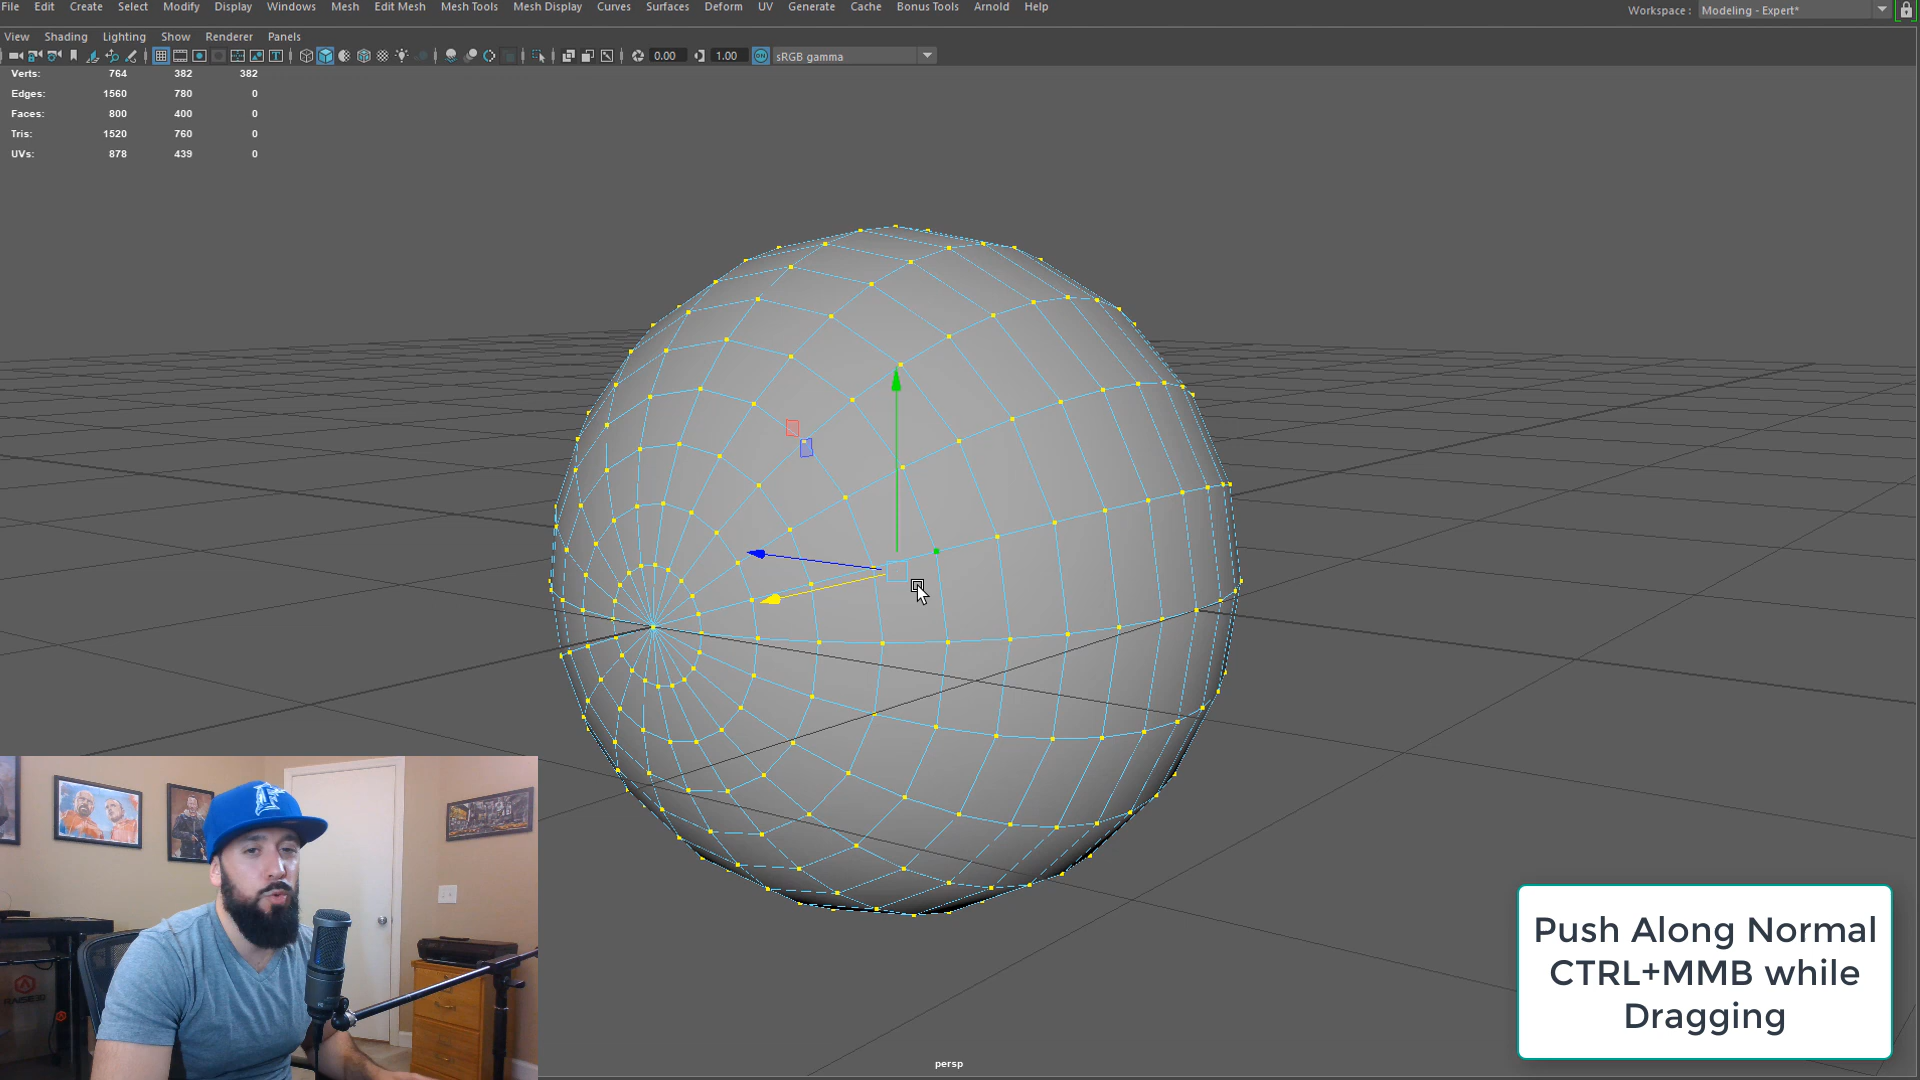 File Edit Create Select Modify Display Windows Mesh Edit Mesh Mesh Tools Mesh Display Curves Surfaces Deform UV Generate Cache Bonus Tools Arnold Help Workspace : Modeling - Expert*
View Shading Lighting Show Renderer Panels
0.00 1.00 sRGB gamma
Verts: 764 382 382
Edges: 1560 780 0
Faces: 800 400 0
Tris: 1520 760 0
UVs: 878 439 0
Push Along Normal
CTRL+MMB while
Dragging
persp